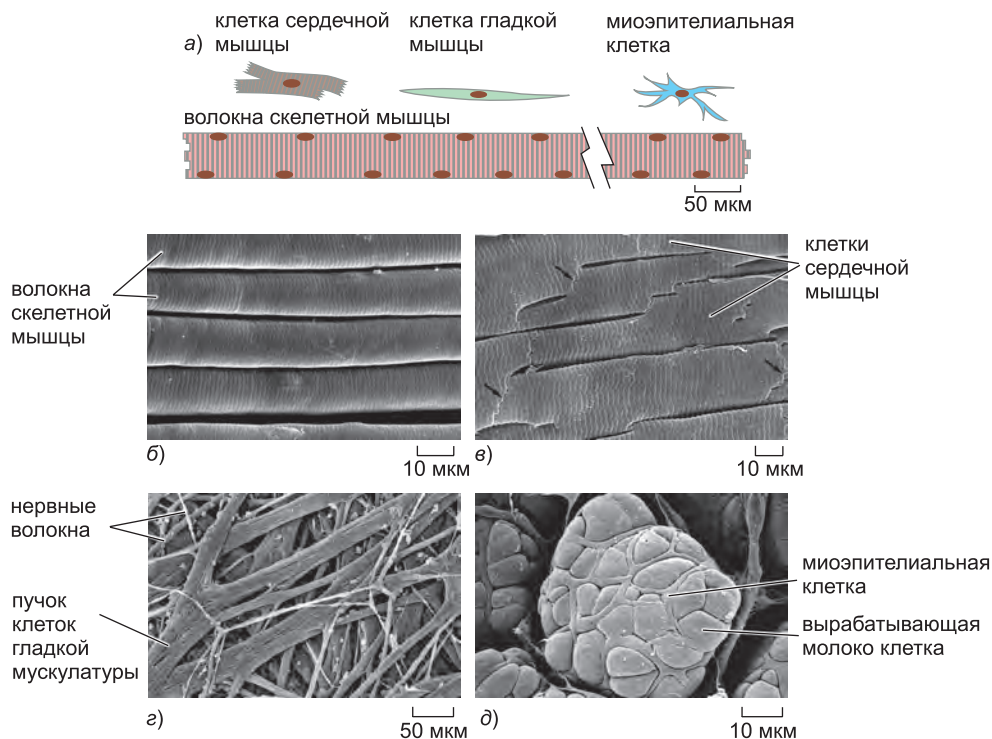 а)
клетка сердечной
мышцы
клетка гладкой
мышцы
миоэпителиальная
клетка
волокна скелетной мышцы
50 мкм
волокна
скелетной
мышцы
клетки
сердечной
мышцы
б)
10 мкм
в)
10 мкм
нервные
волокна
пучок
клеток
гладкой
мускулатуры
миоэпителиальная
клетка
вырабатывающая
молоко клетка
г)
50 мкм
д)
10 мкм